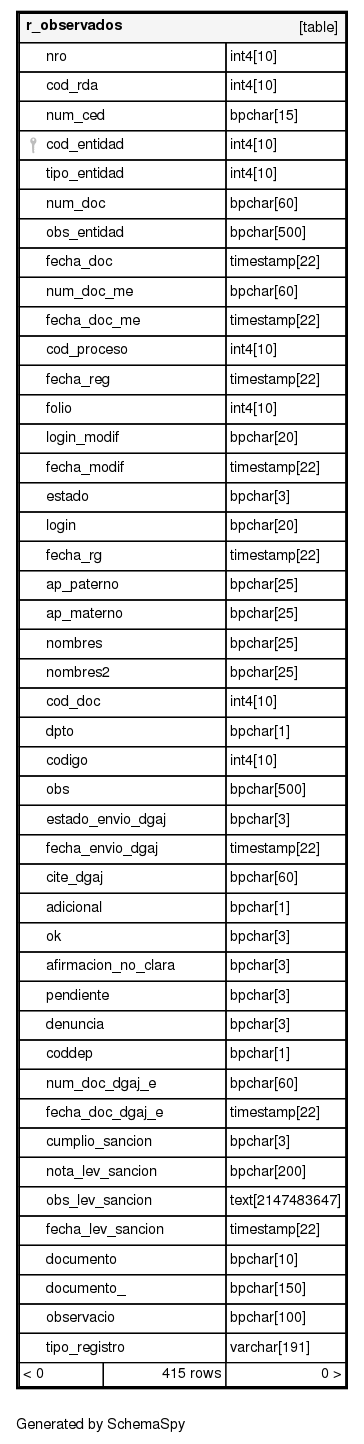 r_observados [table]
nro int4[10]
cod_rda int4[10]
num_ced bpchar[15]
cod_entidad int4[10]
tipo_entidad int4[10]
num_doc bpchar[60]
obs_entidad bpchar[500]
fecha_doc timestamp[22]
num_doc_me bpchar[60]
fecha_doc_me timestamp[22]
cod_proceso int4[10]
fecha_reg timestamp[22]
folio int4[10]
login_modif bpchar[20]
fecha_modif timestamp[22]
estado bpchar[3]
login bpchar[20]
fecha_rg timestamp[22]
ap_paterno bpchar[25]
ap_materno bpchar[25]
nombres bpchar[25]
nombres2 bpchar[25]
cod_doc int4[10]
dpto bpchar[1]
codigo int4[10]
obs bpchar[500]
estado_envio_dgaj bpchar[3]
fecha_envio_dgaj timestamp[22]
cite_dgaj bpchar[60]
adicional bpchar[1]
ok bpchar[3]
afirmacion_no_clara bpchar[3]
pendiente bpchar[3]
denuncia bpchar[3]
coddep bpchar[1]
num_doc_dgaj_e bpchar[60]
fecha_doc_dgaj_e timestamp[22]
cumplio_sancion bpchar[3]
nota_lev_sancion bpchar[200]
obs_lev_sancion text[2147483647]
fecha_lev_sancion timestamp[22]
documento bpchar[10]
documento_ bpchar[150]
observacio bpchar[100]
tipo_registro varchar[191]
< 0 415 rows 0 >
Generated by SchemaSpy